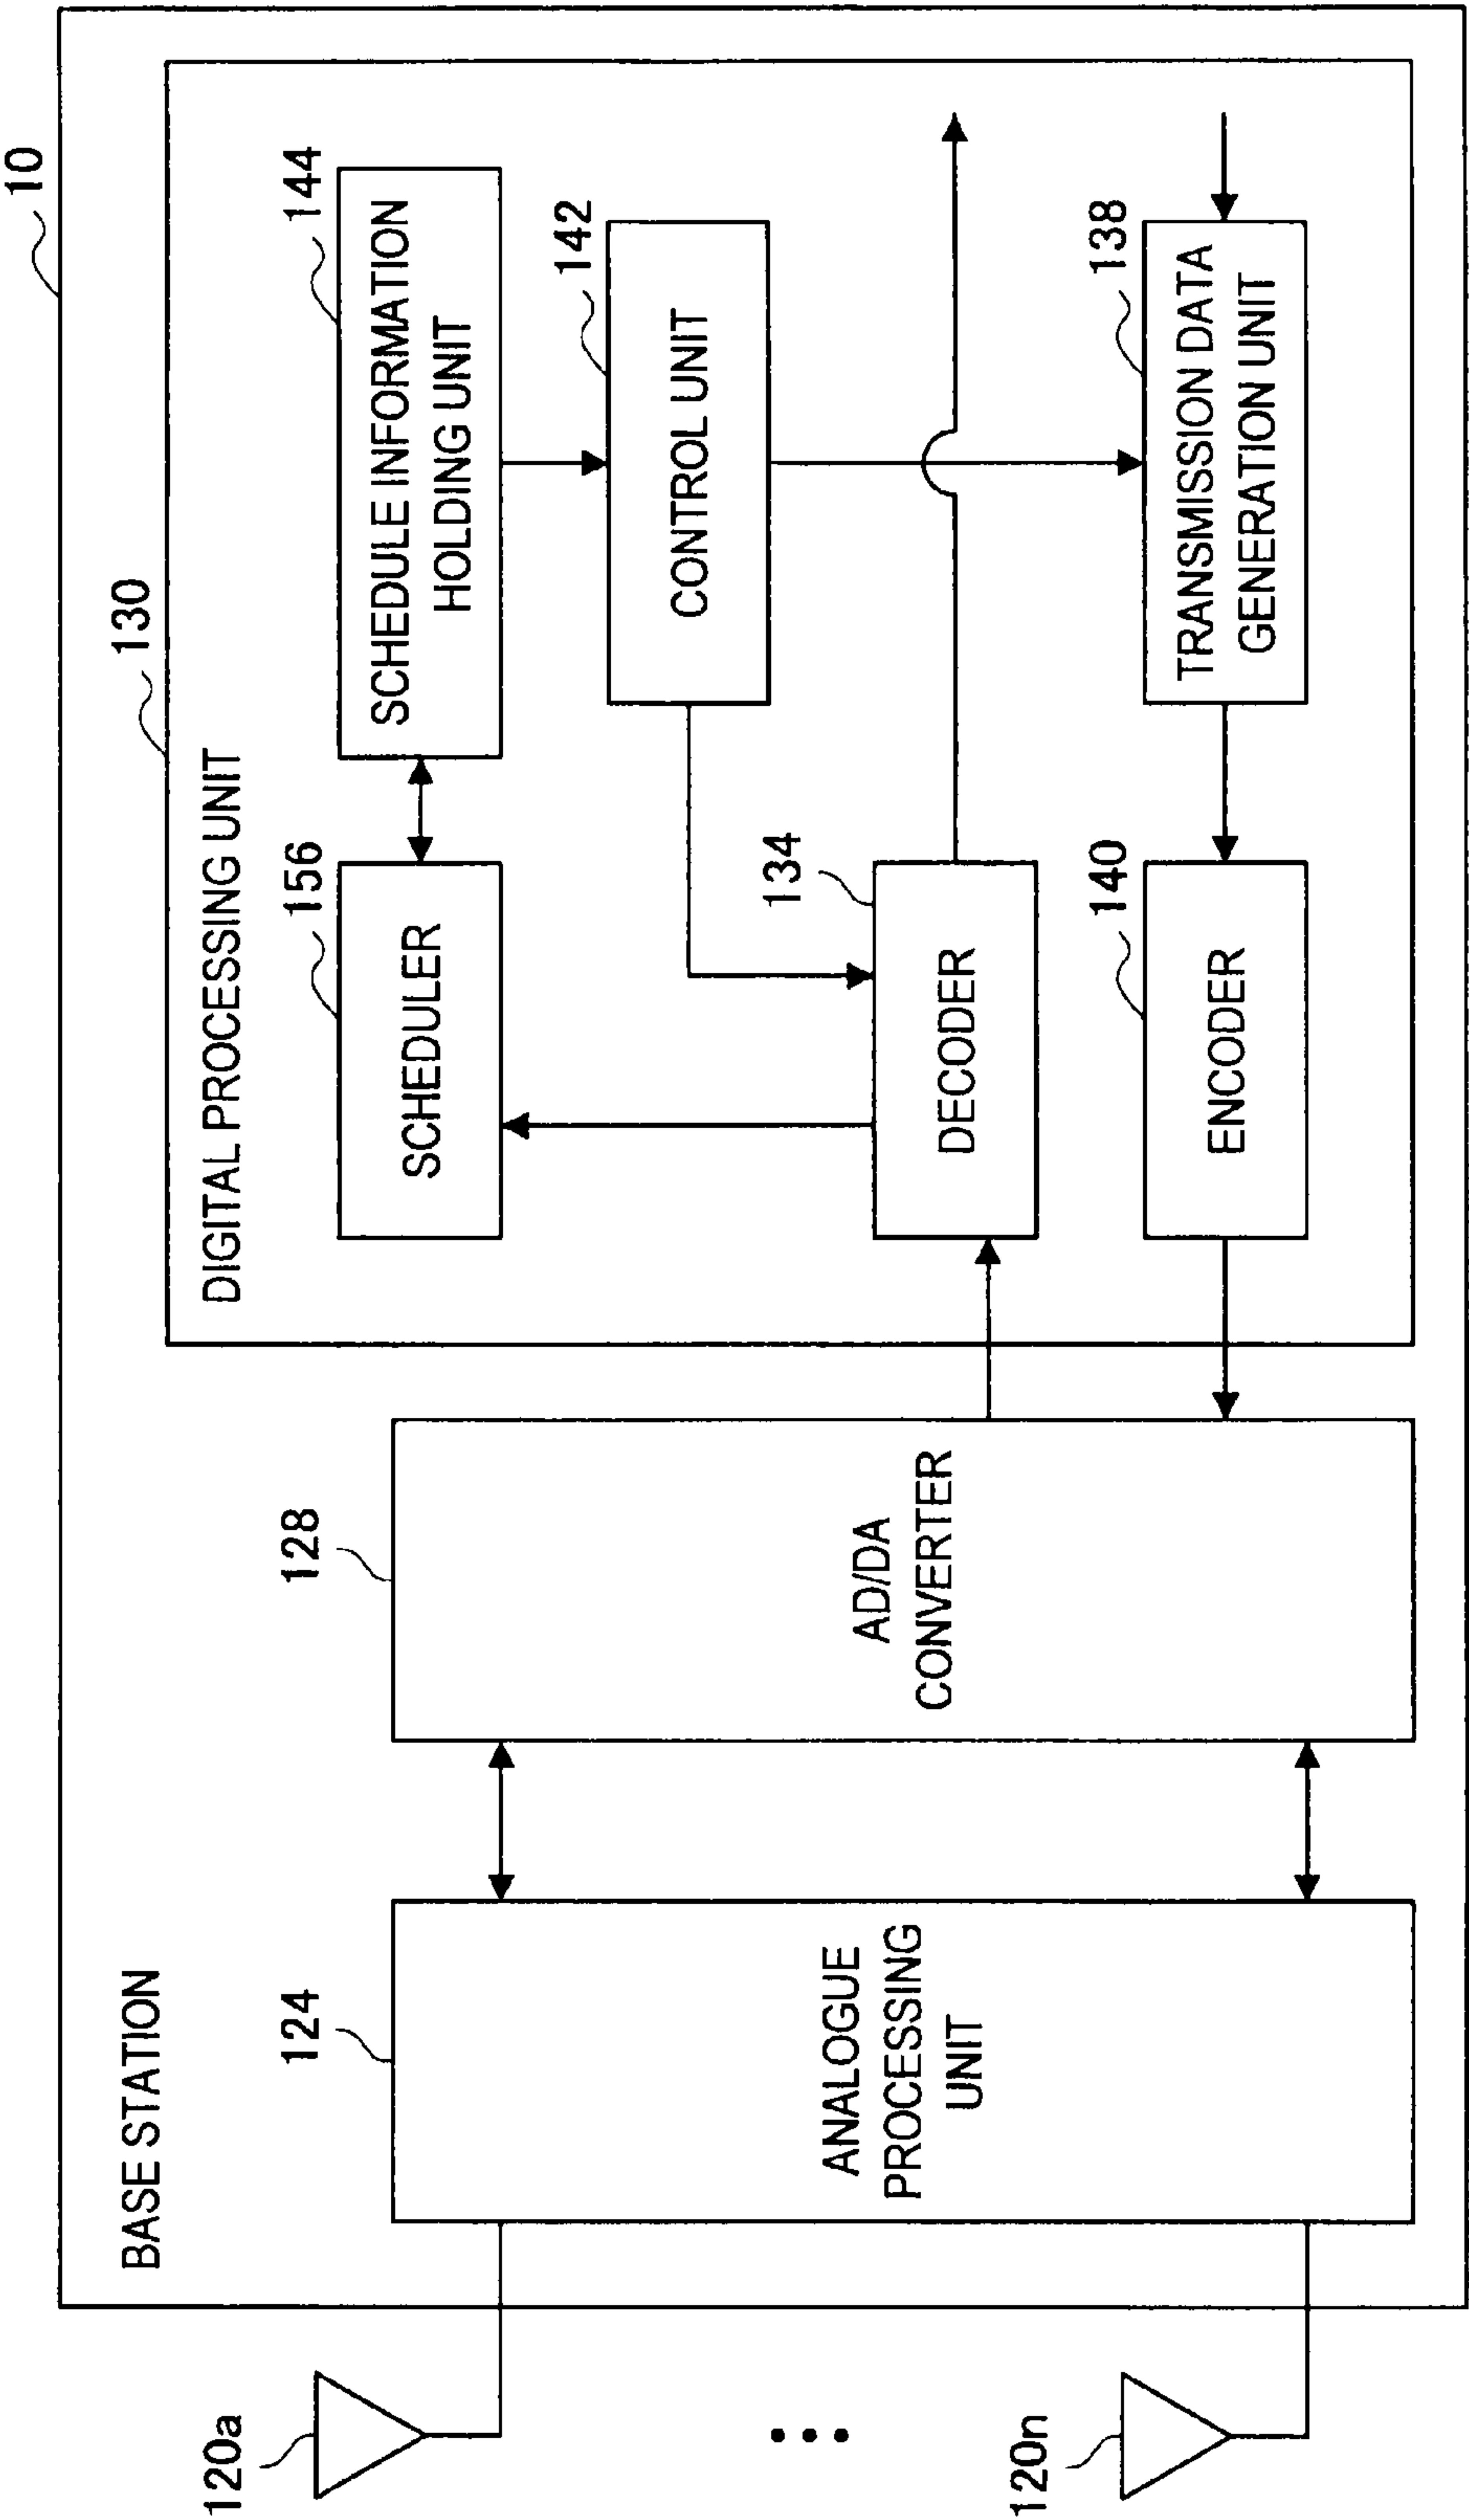 10
BASE STATION
130
DIGITAL PROCESSING UNIT
120a
124
128
156
144
SCHEDULER
SCHEDULE INFORMATION
HOLDING UNIT
142
CONTROL UNIT
ANALOGUE
PROCESSING
UNIT
AD/DA
CONVERTER
134
DECODER
120n
140
138
ENCODER
TRANSMISSION DATA
GENERATION UNIT